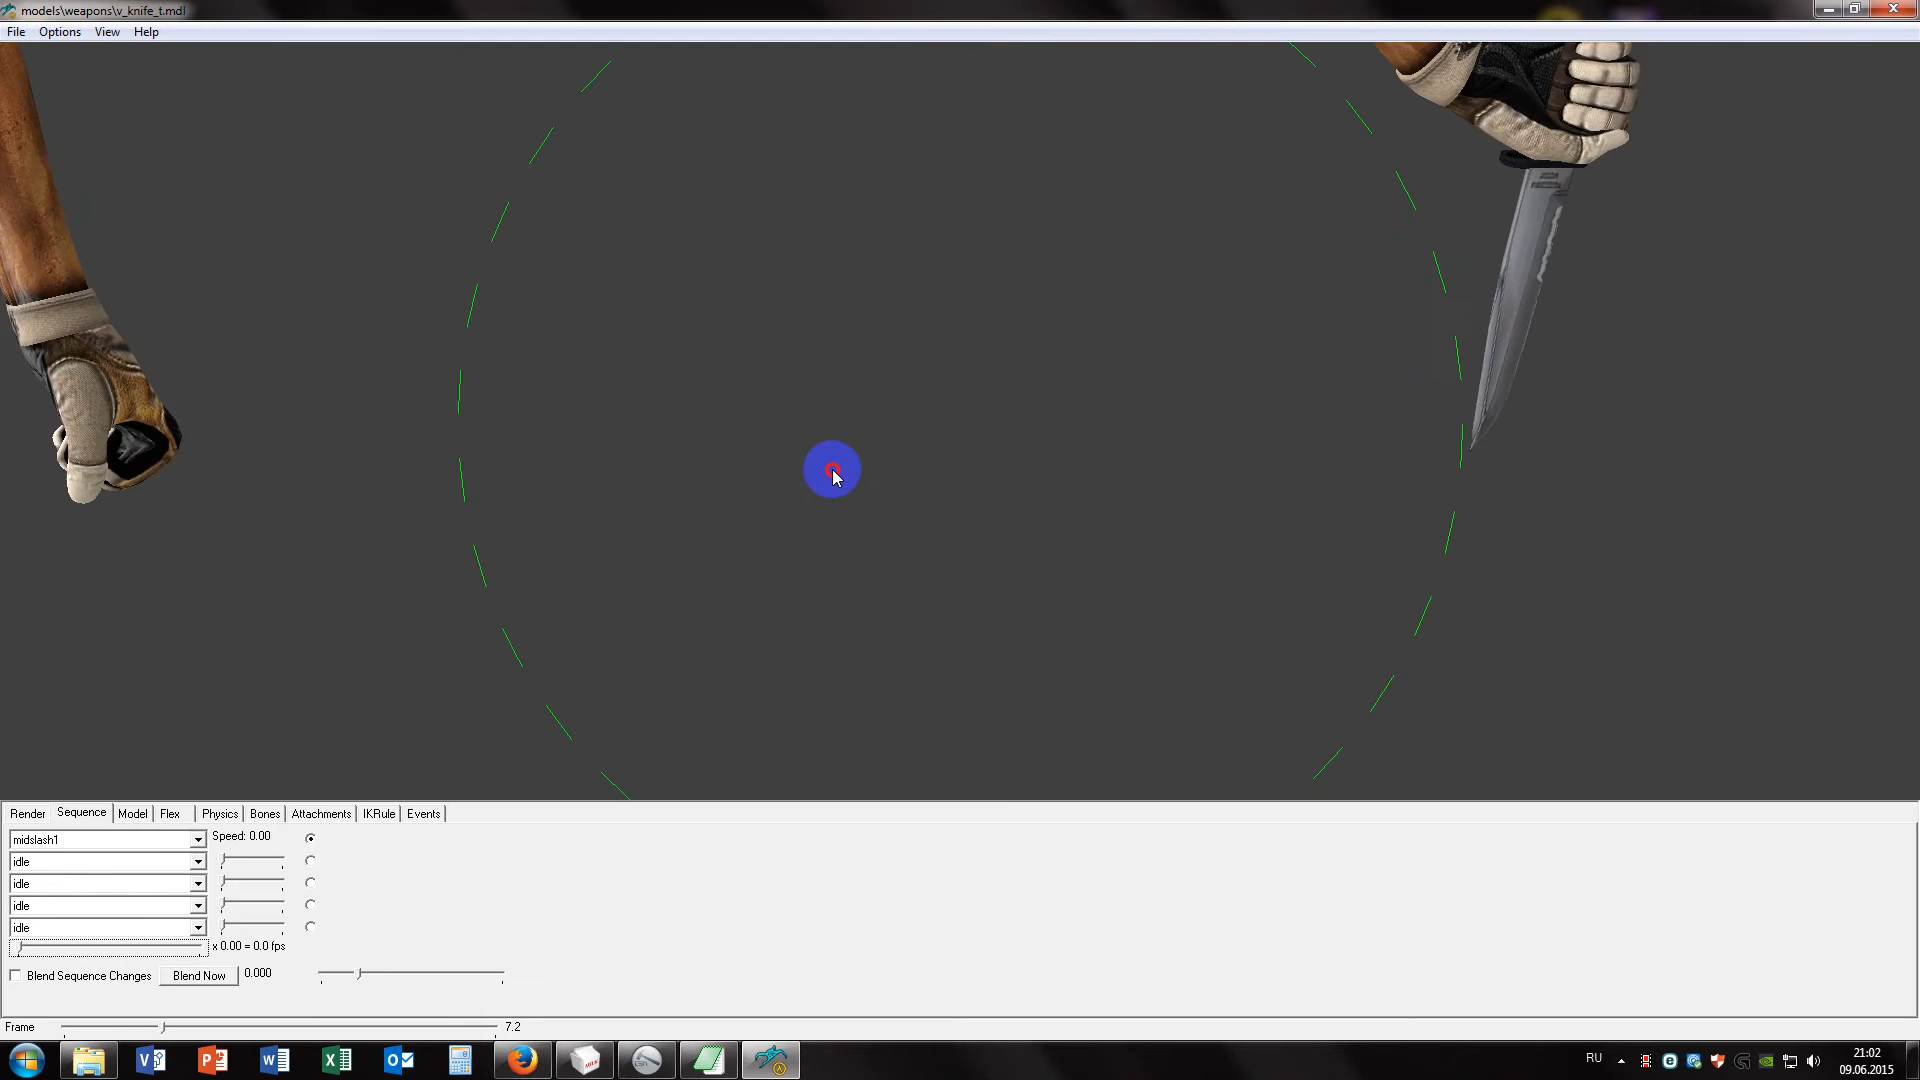 models\weapons\v_knife_t.mdl
File Options View Help
Render Sequence Model Flex Physics Bones Attachments IKRule Events
midslash1 Speed: 0.00
idle
idle
idle
idle
x 0.00 = 0.0 fps
Blend Sequence Changes Blend Now 0.000
Frame 7.2
RU 21:02
09.06.2015